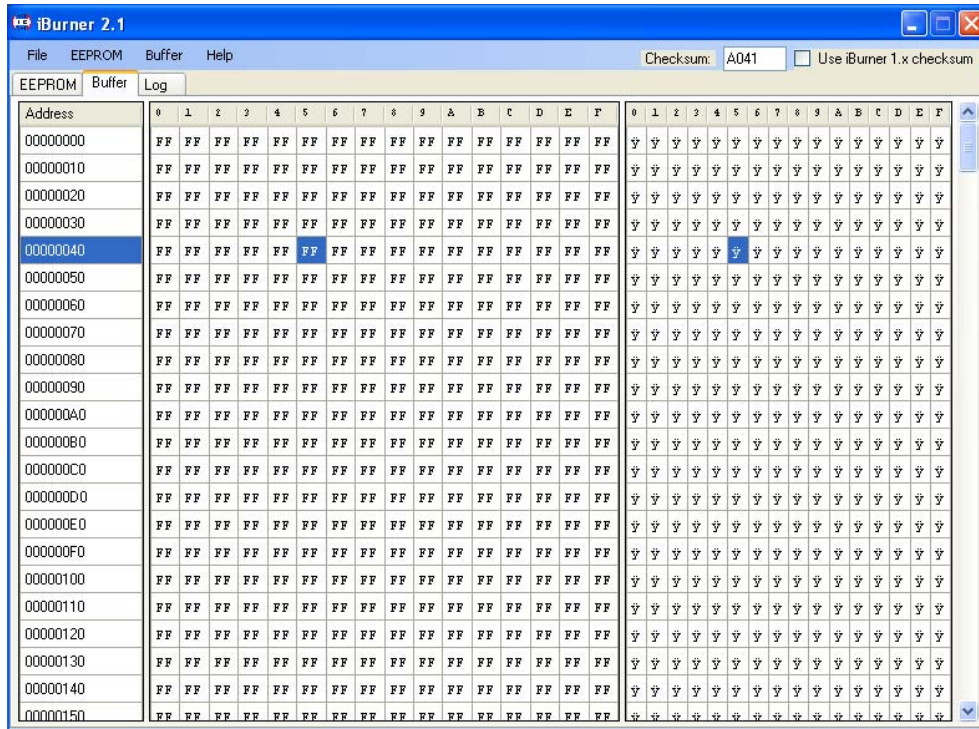 iBurner 2.1
File EEPROM Buffer Help Checksum: A041 Use iBurner 1.x checksum
EEPROM Buffer Log
Address 0 1 2 3 4 5 6 7 8 9 A B C D E F 0 1 2 3 4 5 6 7 8 9 A B C D E F
00000000 FF FF FF FF FF FF FF FF FF FF FF FF FF FF FF FF ÿ ÿ ÿ ÿ ÿ ÿ ÿ ÿ ÿ ÿ ÿ ÿ ÿ ÿ ÿ ÿ
00000010 FF FF FF FF FF FF FF FF FF FF FF FF FF FF FF FF ÿ ÿ ÿ ÿ ÿ ÿ ÿ ÿ ÿ ÿ ÿ ÿ ÿ ÿ ÿ ÿ
00000020 FF FF FF FF FF FF FF FF FF FF FF FF FF FF FF FF ÿ ÿ ÿ ÿ ÿ ÿ ÿ ÿ ÿ ÿ ÿ ÿ ÿ ÿ ÿ ÿ
00000030 FF FF FF FF FF FF FF FF FF FF FF FF FF FF FF FF ÿ ÿ ÿ ÿ ÿ ÿ ÿ ÿ ÿ ÿ ÿ ÿ ÿ ÿ ÿ ÿ
00000040 FF FF FF FF FF FF FF FF FF FF FF FF FF FF FF FF ÿ ÿ ÿ ÿ ÿ ÿ ÿ ÿ ÿ ÿ ÿ ÿ ÿ ÿ ÿ ÿ
00000050 FF FF FF FF FF FF FF FF FF FF FF FF FF FF FF FF ÿ ÿ ÿ ÿ ÿ ÿ ÿ ÿ ÿ ÿ ÿ ÿ ÿ ÿ ÿ ÿ
00000060 FF FF FF FF FF FF FF FF FF FF FF FF FF FF FF FF ÿ ÿ ÿ ÿ ÿ ÿ ÿ ÿ ÿ ÿ ÿ ÿ ÿ ÿ ÿ ÿ
00000070 FF FF FF FF FF FF FF FF FF FF FF FF FF FF FF FF ÿ ÿ ÿ ÿ ÿ ÿ ÿ ÿ ÿ ÿ ÿ ÿ ÿ ÿ ÿ ÿ
00000080 FF FF FF FF FF FF FF FF FF FF FF FF FF FF FF FF ÿ ÿ ÿ ÿ ÿ ÿ ÿ ÿ ÿ ÿ ÿ ÿ ÿ ÿ ÿ ÿ
00000090 FF FF FF FF FF FF FF FF FF FF FF FF FF FF FF FF ÿ ÿ ÿ ÿ ÿ ÿ ÿ ÿ ÿ ÿ ÿ ÿ ÿ ÿ ÿ ÿ
000000A0 FF FF FF FF FF FF FF FF FF FF FF FF FF FF FF FF ÿ ÿ ÿ ÿ ÿ ÿ ÿ ÿ ÿ ÿ ÿ ÿ ÿ ÿ ÿ ÿ
000000B0 FF FF FF FF FF FF FF FF FF FF FF FF FF FF FF FF ÿ ÿ ÿ ÿ ÿ ÿ ÿ ÿ ÿ ÿ ÿ ÿ ÿ ÿ ÿ ÿ
000000C0 FF FF FF FF FF FF FF FF FF FF FF FF FF FF FF FF ÿ ÿ ÿ ÿ ÿ ÿ ÿ ÿ ÿ ÿ ÿ ÿ ÿ ÿ ÿ ÿ
000000D0 FF FF FF FF FF FF FF FF FF FF FF FF FF FF FF FF ÿ ÿ ÿ ÿ ÿ ÿ ÿ ÿ ÿ ÿ ÿ ÿ ÿ ÿ ÿ ÿ
000000E0 FF FF FF FF FF FF FF FF FF FF FF FF FF FF FF FF ÿ ÿ ÿ ÿ ÿ ÿ ÿ ÿ ÿ ÿ ÿ ÿ ÿ ÿ ÿ ÿ
000000F0 FF FF FF FF FF FF FF FF FF FF FF FF FF FF FF FF ÿ ÿ ÿ ÿ ÿ ÿ ÿ ÿ ÿ ÿ ÿ ÿ ÿ ÿ ÿ ÿ
00000100 FF FF FF FF FF FF FF FF FF FF FF FF FF FF FF FF ÿ ÿ ÿ ÿ ÿ ÿ ÿ ÿ ÿ ÿ ÿ ÿ ÿ ÿ ÿ ÿ
00000110 FF FF FF FF FF FF FF FF FF FF FF FF FF FF FF FF ÿ ÿ ÿ ÿ ÿ ÿ ÿ ÿ ÿ ÿ ÿ ÿ ÿ ÿ ÿ ÿ
00000120 FF FF FF FF FF FF FF FF FF FF FF FF FF FF FF FF ÿ ÿ ÿ ÿ ÿ ÿ ÿ ÿ ÿ ÿ ÿ ÿ ÿ ÿ ÿ ÿ
00000130 FF FF FF FF FF FF FF FF FF FF FF FF FF FF FF FF ÿ ÿ ÿ ÿ ÿ ÿ ÿ ÿ ÿ ÿ ÿ ÿ ÿ ÿ ÿ ÿ
00000140 FF FF FF FF FF FF FF FF FF FF FF FF FF FF FF FF ÿ ÿ ÿ ÿ ÿ ÿ ÿ ÿ ÿ ÿ ÿ ÿ ÿ ÿ ÿ ÿ
00000150 FF FF FF FF FF FF FF FF FF FF FF FF FF FF FF FF ÿ ÿ ÿ ÿ ÿ ÿ ÿ ÿ ÿ ÿ ÿ ÿ ÿ ÿ ÿ ÿ